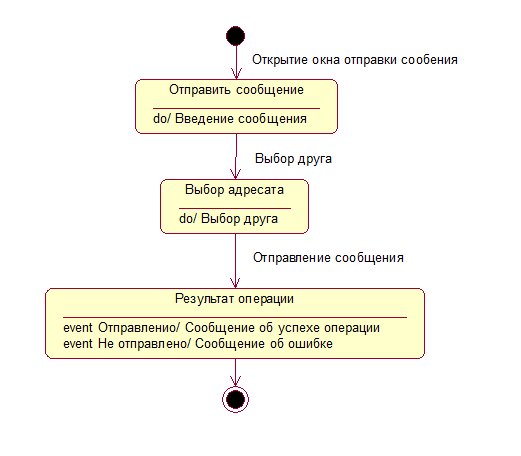 Открытие окна отправки сообения
Отправить сообщение
do/ Введение сообщения
Выбор друга
Выбор адресата
do/ Выбор друга
Отправление сообщения
Результат операции
event Отправленио/ Сообщение об успехе операции
event Не отправлено/ Сообщение об ошибке